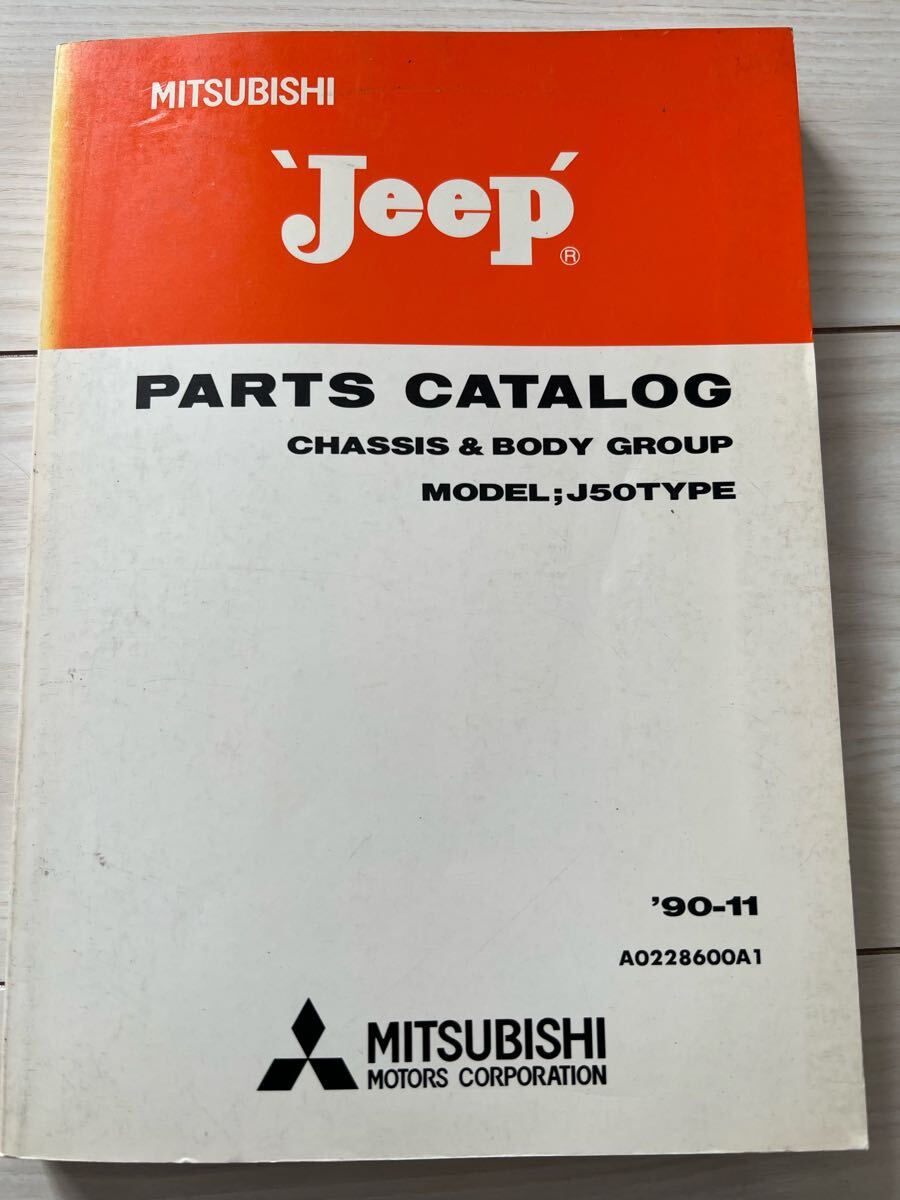 MITSUBISHI
'Jeep'
®
PARTS CATALOG
CHASSIS & BODY GROUP
MODEL;J50TYPE
'90-11
A0228600A1
MITSUBISHI
MOTORS CORPORATION